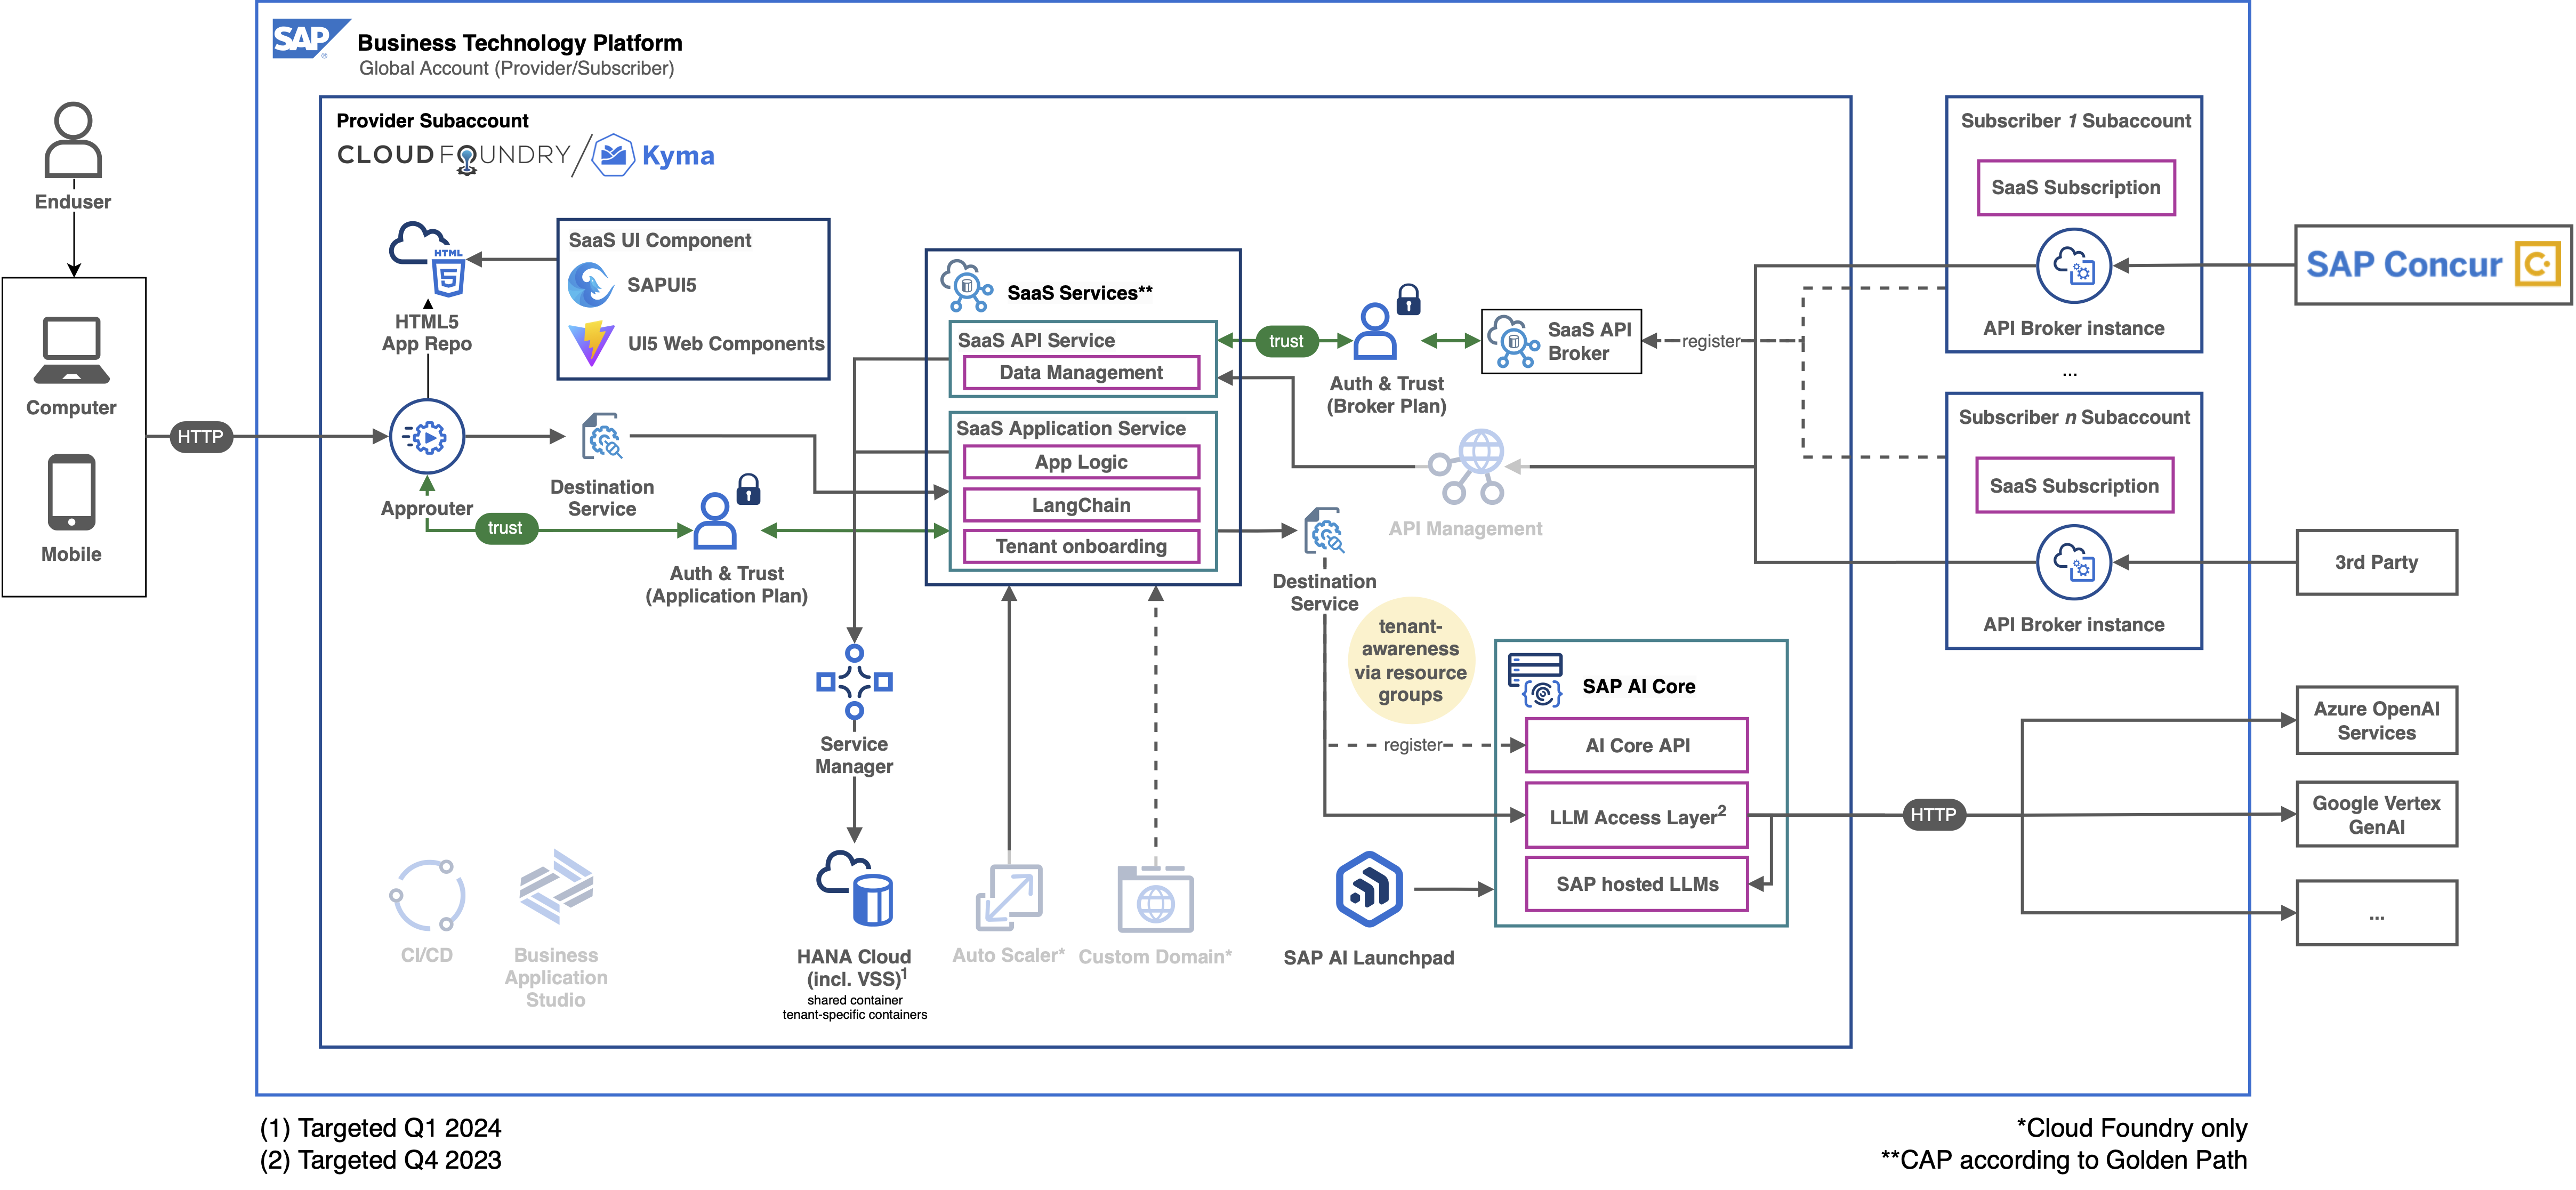 SAP
Business Technology Platform
Global Account (Provider/Subscriber)
Enduser
Computer
Mobile
HTTP
Provider Subaccount
CLOUD FOUNDRY / Kyma
HTML
5
HTML5
App Repo
SaaS UI Component
SAPUI5
UI5 Web Components
Approuter
trust
Destination
Service
Auth & Trust
(Application Plan)
SaaS Services**
SaaS API Service
Data Management
SaaS Application Service
App Logic
LangChain
Tenant onboarding
trust
Auth & Trust
(Broker Plan)
SaaS API
Broker
register
API Management
Destination
Service
tenant-
awareness
via resource
groups
register
SAP AI Core
AI Core API
LLM Access Layer2
SAP hosted LLMs
SAP AI Launchpad
Service
Manager
HANA Cloud
(incl. VSS)1
shared container
tenant-specific containers
CI/CD
Business
Application
Studio
Auto Scaler*
Custom Domain*
Subscriber 1 Subaccount
SaaS Subscription
API Broker instance
...
Subscriber n Subaccount
SaaS Subscription
API Broker instance
SAP Concur C.
3rd Party
HTTP
Azure OpenAI
Services
Google Vertex
GenAI
...
(1) Targeted Q1 2024
(2) Targeted Q4 2023
*Cloud Foundry only
**CAP according to Golden Path